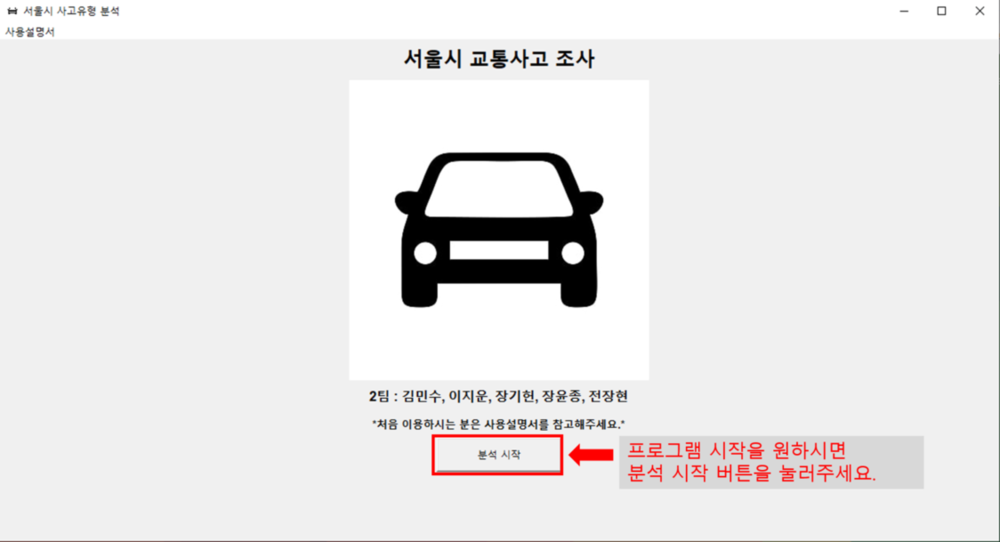 서울시 사고유형 분석
사용설명서
서울시 교통사고 조사
2팀 : 김민수, 이지운, 장기헌, 장윤종, 전장현
"처음 이용하시는 분은 사용설명서를 참고해주세요."
분석 시작
프로그램 시작을 원하시면
분석 시작 버튼을 눌러주세요.